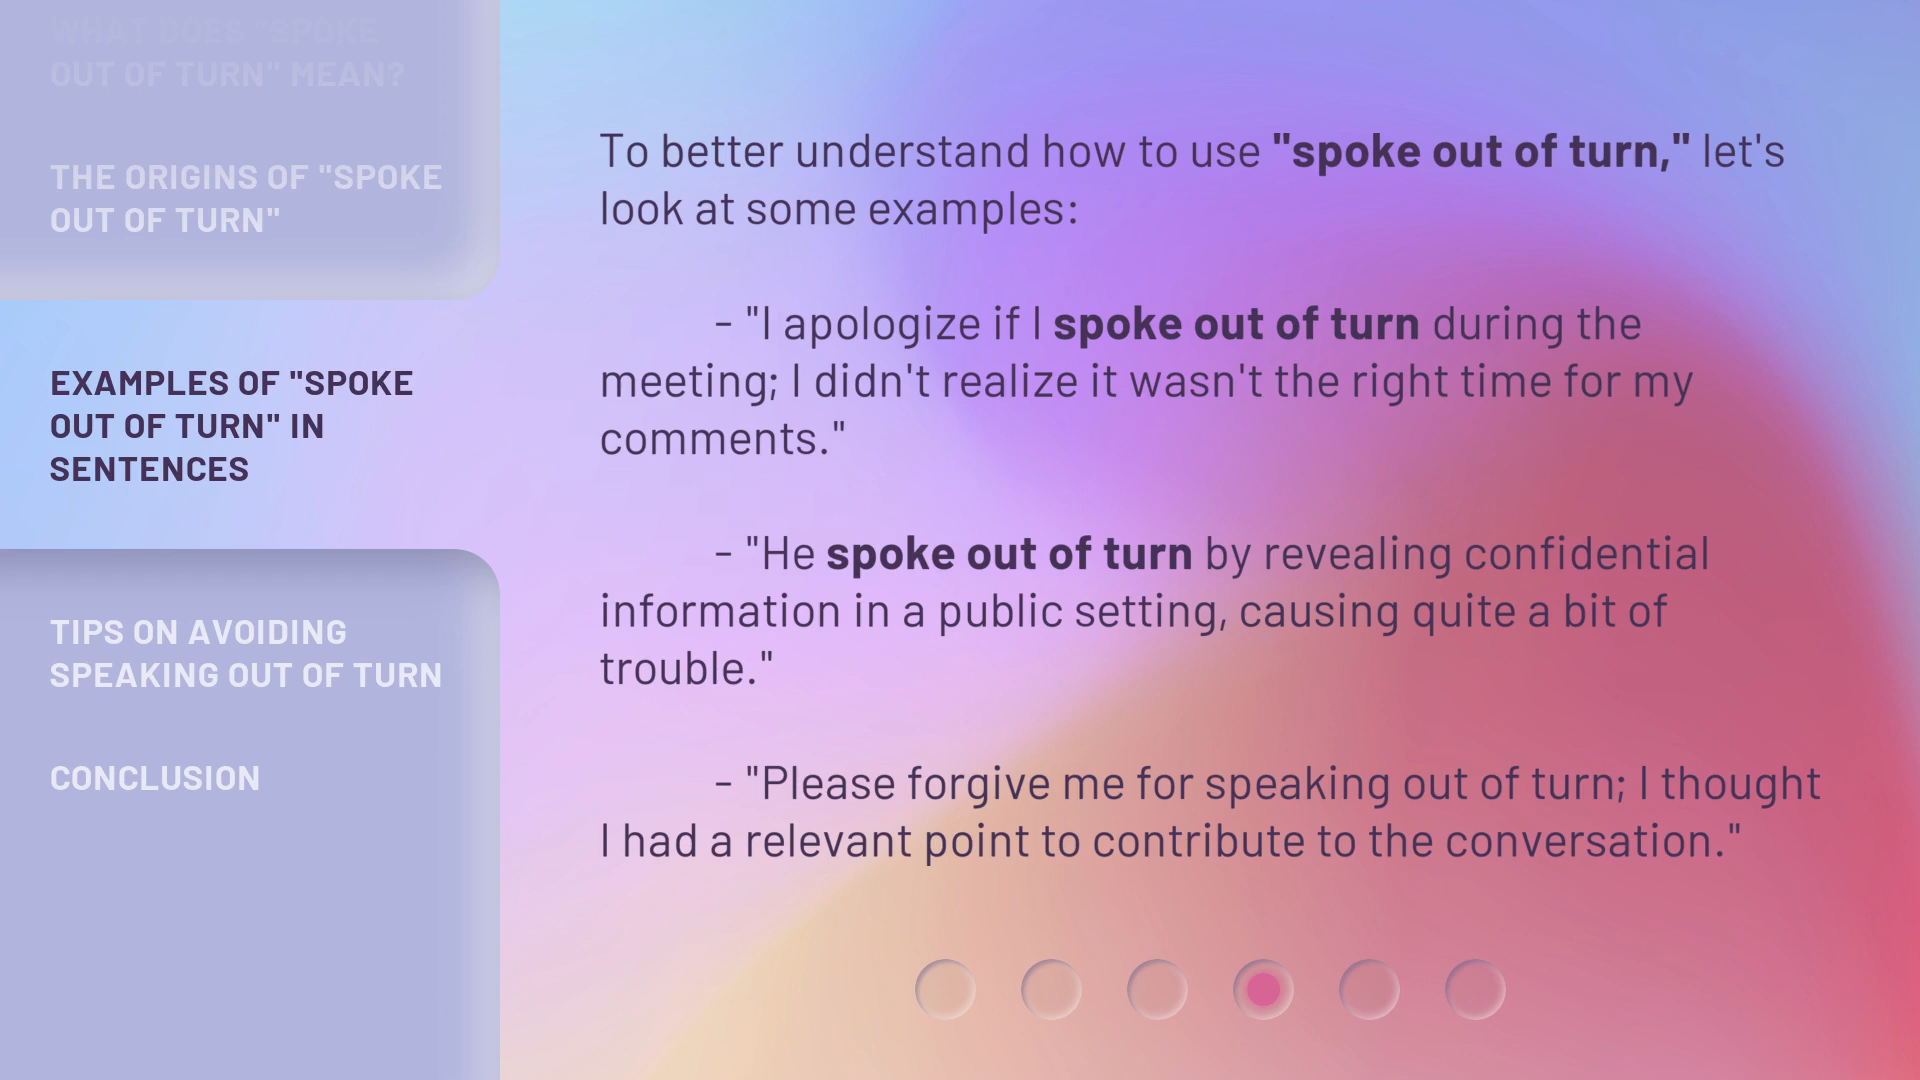 WHAT DOES "SPOKE
OUT OF TURN" MEAN?
THE ORIGINS OF "SPOKE
OUT OF TURN"
EXAMPLES OF "SPOKE
OUT OF TURN" IN
SENTENCES
TIPS ON AVOIDING
SPEAKING OUT OF TURN
CONCLUSION
To better understand how to use "spoke out of turn," let's
look at some examples:
- "I apologize if I spoke out of turn during the
meeting; I didn't realize it wasn't the right time for my
comments."
- "He spoke out of turn by revealing confidential
information in a public setting, causing quite a bit of
trouble."
- "Please forgive me for speaking out of turn; I thought
I had a relevant point to contribute to the conversation."